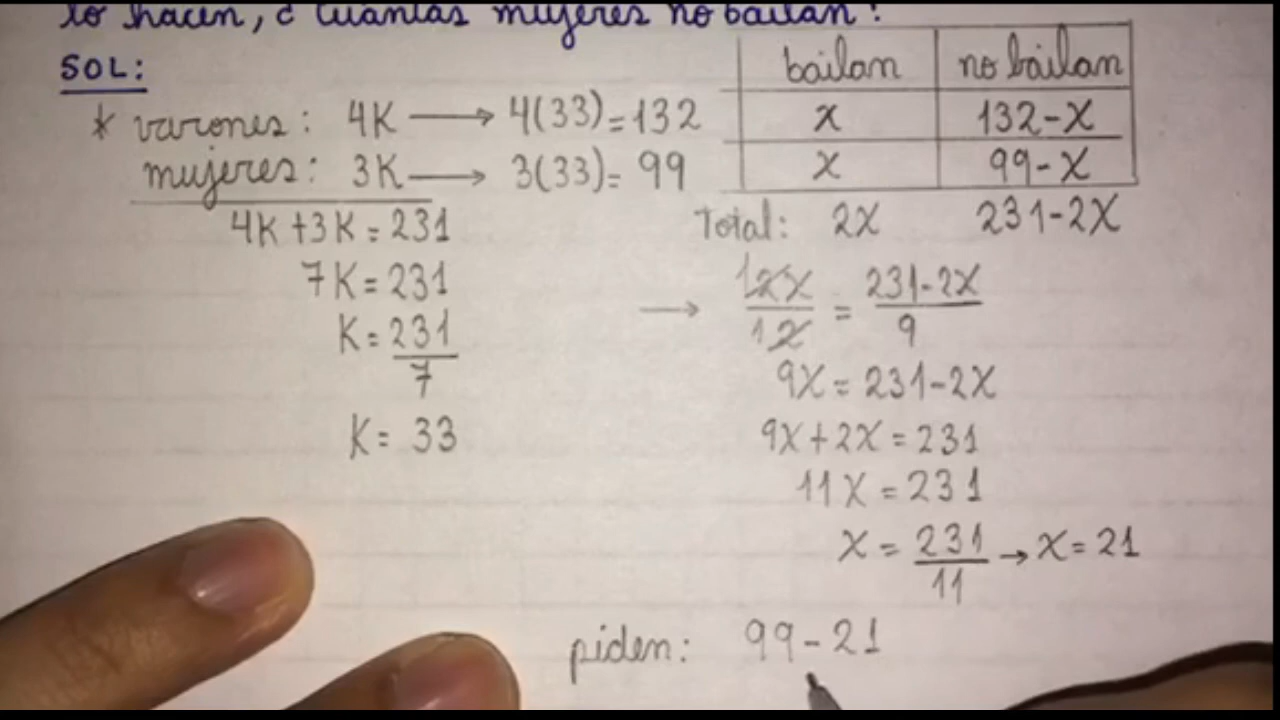 lo hacen, ¿ cuántas mujeres no bailan?
SOL:
* varones: 4K → 4(33)=132
mujeres: 3K → 3(33)= 99
4K+3K=231
7K=231
K=231/7
K= 33
bailan no bailan
x 132-x
x 99-x
Total: 2x 231-2x
→ 12x/12 = 231-2x/9
9x=231-2x
9x+2x=231
11x=231
x=231/11→x=21
piden: 99-21